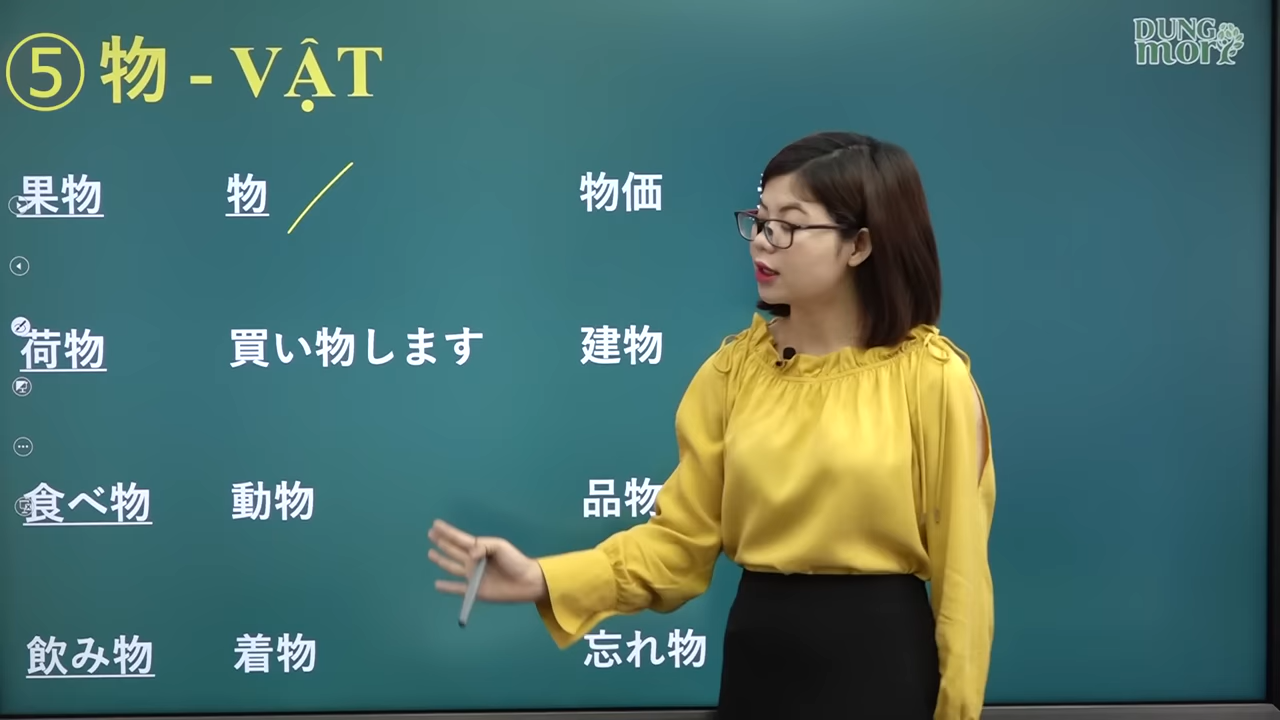 ⑤ 物 - VẬT
DUNG
mori
果物 物 物価
荷物 買い物します 建物
食べ物 動物 品物
飲み物 着物 忘れ物